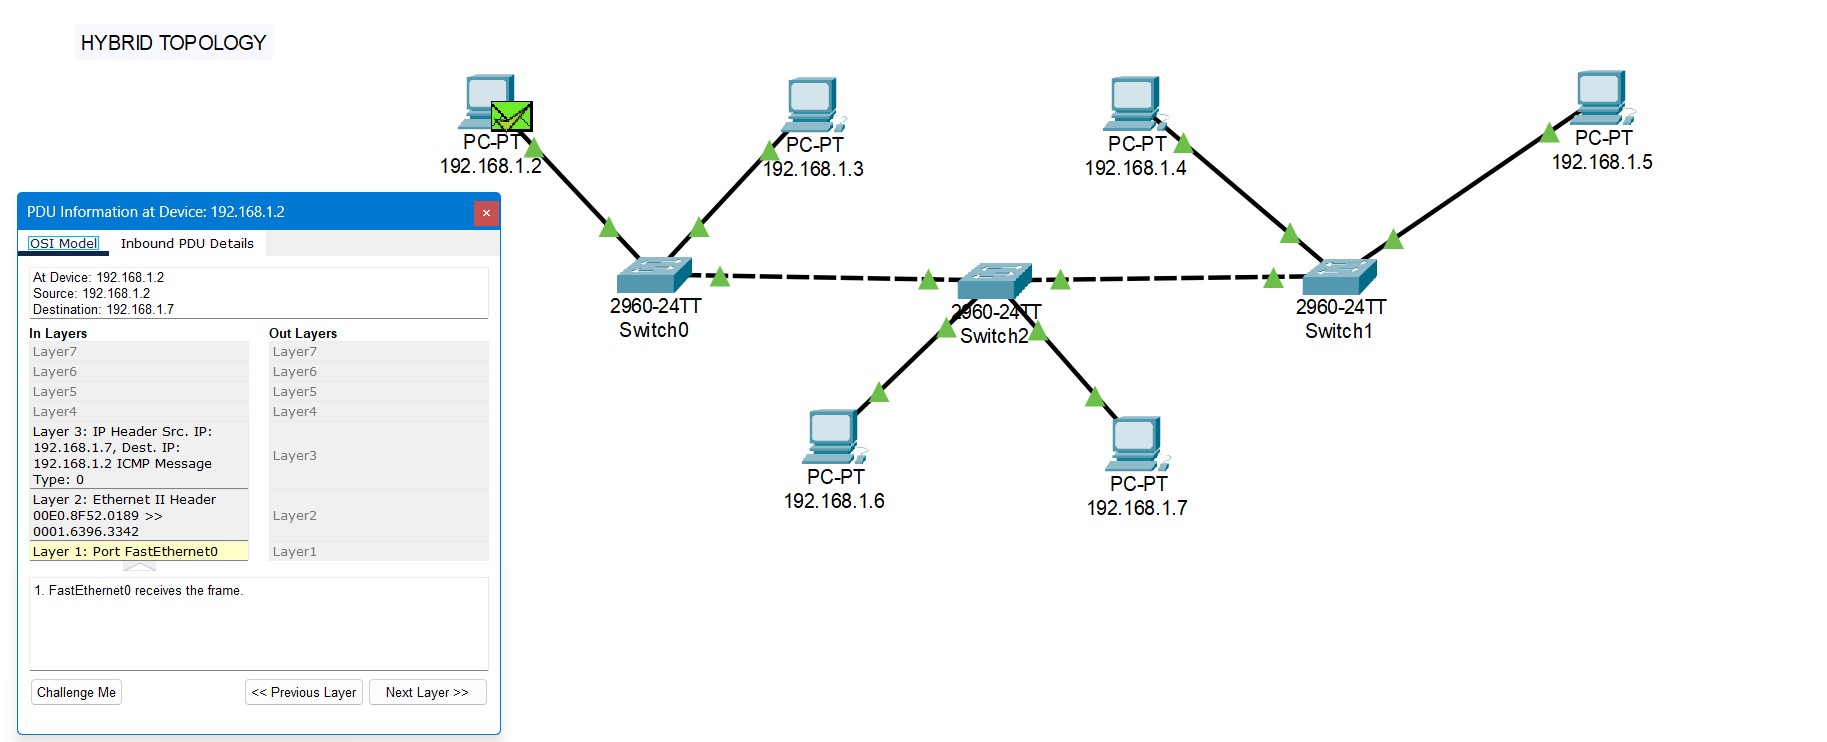 HYBRID TOPOLOGY
PC-PT
192.168.1.2
PC-PT
192.168.1.3
PC-PT
192.168.1.4
PC-PT
192.168.1.5
2960-24TT
Switch0
2960-24TT
Switch2
2960-24TT
Switch1
PC-PT
192.168.1.6
PC-PT
192.168.1.7
PDU Information at Device: 192.168.1.2
OSI Model
Inbound PDU Details
At Device: 192.168.1.2
Source: 192.168.1.2
Destination: 192.168.1.7
In Layers
Layer7
Layer6
Layer5
Layer4
Layer 3: IP Header Src. IP:
192.168.1.7, Dest. IP:
192.168.1.2 ICMP Message
Type: 0
Layer 2: Ethernet II Header
00E0.8F52.0189 >>
0001.6396.3342
Layer 1: Port FastEthernet0
Out Layers
Layer7
Layer6
Layer5
Layer4
Layer3
Layer2
Layer1
1. FastEthernet0 receives the frame.
Challenge Me
<< Previous Layer
Next Layer >>